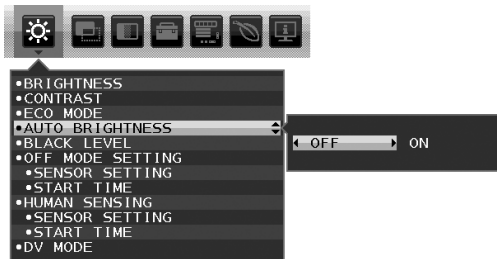 •BRIGHTNESS
•CONTRAST
•ECO MODE
•AUTO BRIGHTNESS
OFF ON
•BLACK LEVEL
•OFF MODE SETTING
•SENSOR SETTING
•START TIME
•HUMAN SENSING
•SENSOR SETTING
•START TIME
•DV MODE